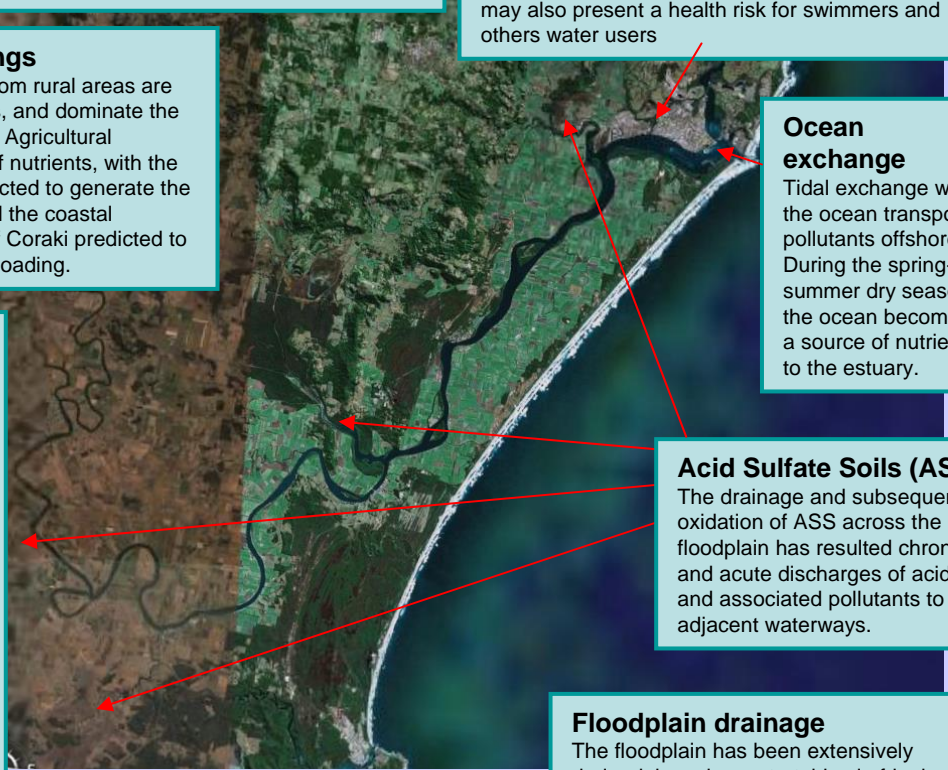 may also present a health risk for swimmers and
others water users
ngs
om rural areas are
, and dominate the
Agricultural
f nutrients, with the
cted to generate the
l the coastal
Coraki predicted to
oading.
Ocean
exchange
Tidal exchange w
the ocean transpo
pollutants offshor
During the spring-
summer dry seas
the ocean becom
a source of nutrie
to the estuary.
Acid Sulfate Soils (AS
The drainage and subsequen
oxidation of ASS across the
floodplain has resulted chron
and acute discharges of acid
and associated pollutants to
adjacent waterways.
Floodplain drainage
The floodplain has been extensively